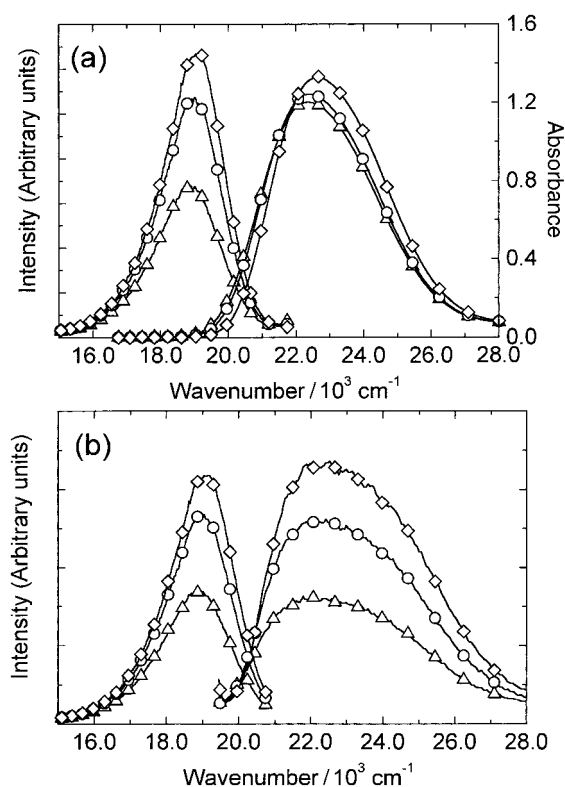 (a)
Intensity (Arbitrary units)
1.6
1.2
0.8
0.4
0.0
Absorbance
16.0 18.0 20.0 22.0 24.0 26.0 28.0
Wavenumber / 10³ cm⁻¹
(b)
Intensity (Arbitrary units)
16.0 18.0 20.0 22.0 24.0 26.0 28.0
Wavenumber / 10³ cm⁻¹